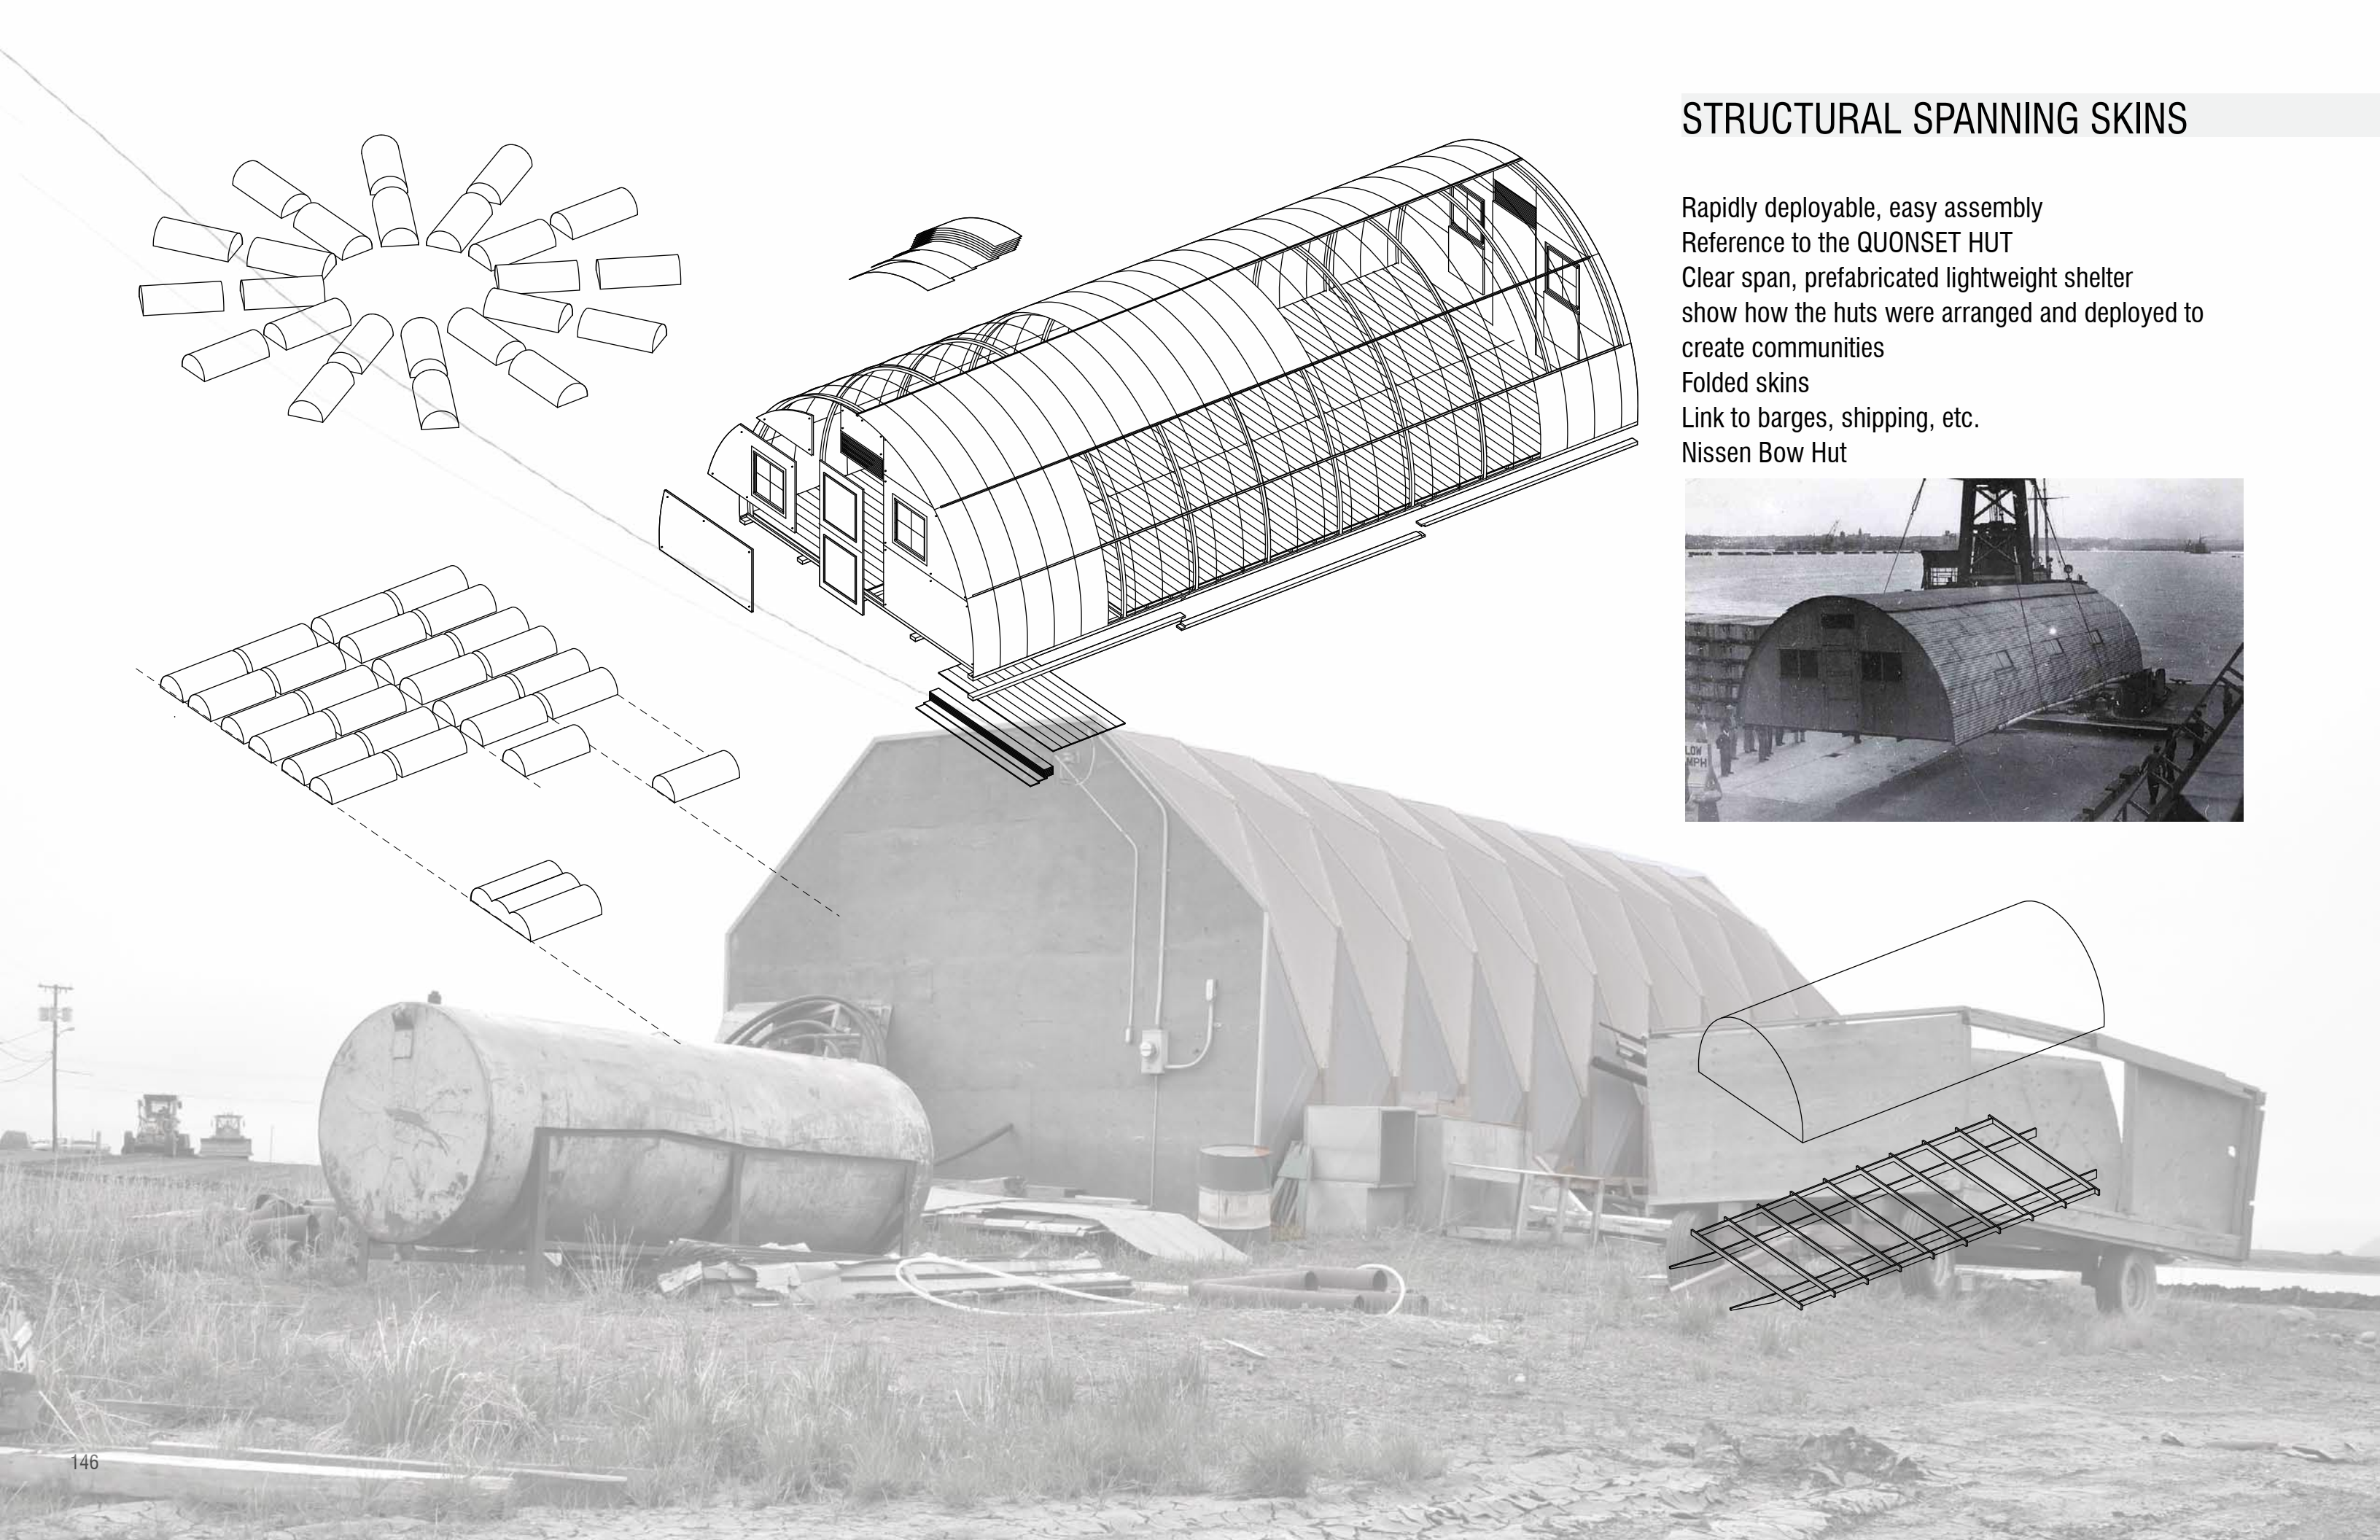 STRUCTURAL SPANNING SKINS
Rapidly deployable, easy assembly
Reference to the QUONSET HUT
Clear span, prefabricated lightweight shelter
show how the huts were arranged and deployed to
create communities
Folded skins
Link to barges, shipping, etc.
Nissen Bow Hut
LOW
MPH
146